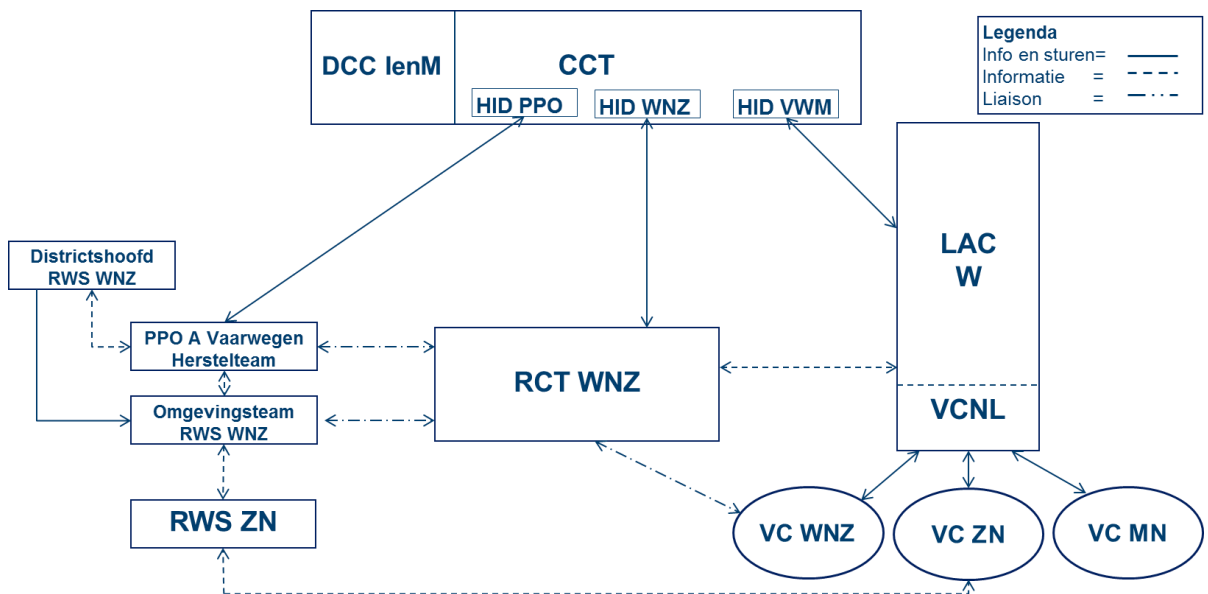 DCC IenM
CCT
HID PPO
HID WNZ
HID VWM
Legenda
Info en sturen=
Informatie =
Liaison =
LAC
W
VCNL
Districtshoofd
RWS WNZ
PPO A Vaarwegen
Herstelteam
RCT WNZ
Omgevingsteam
RWS WNZ
RWS ZN
VC WNZ
VC ZN
VC MN